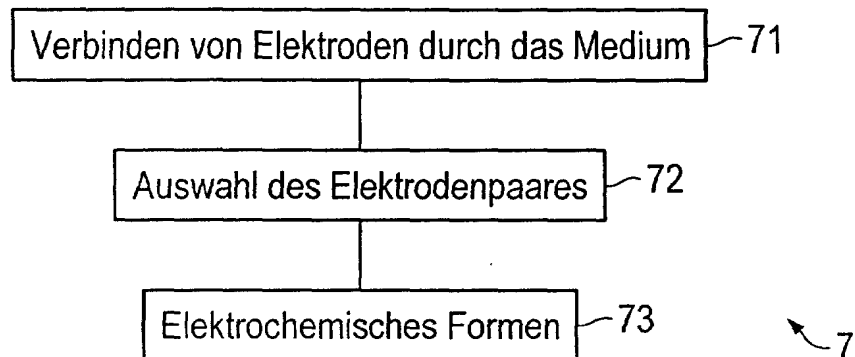 Verbinden von Elektroden durch das Medium 71
Auswahl des Elektrodenpaares 72
Elektrochemisches Formen 73
7